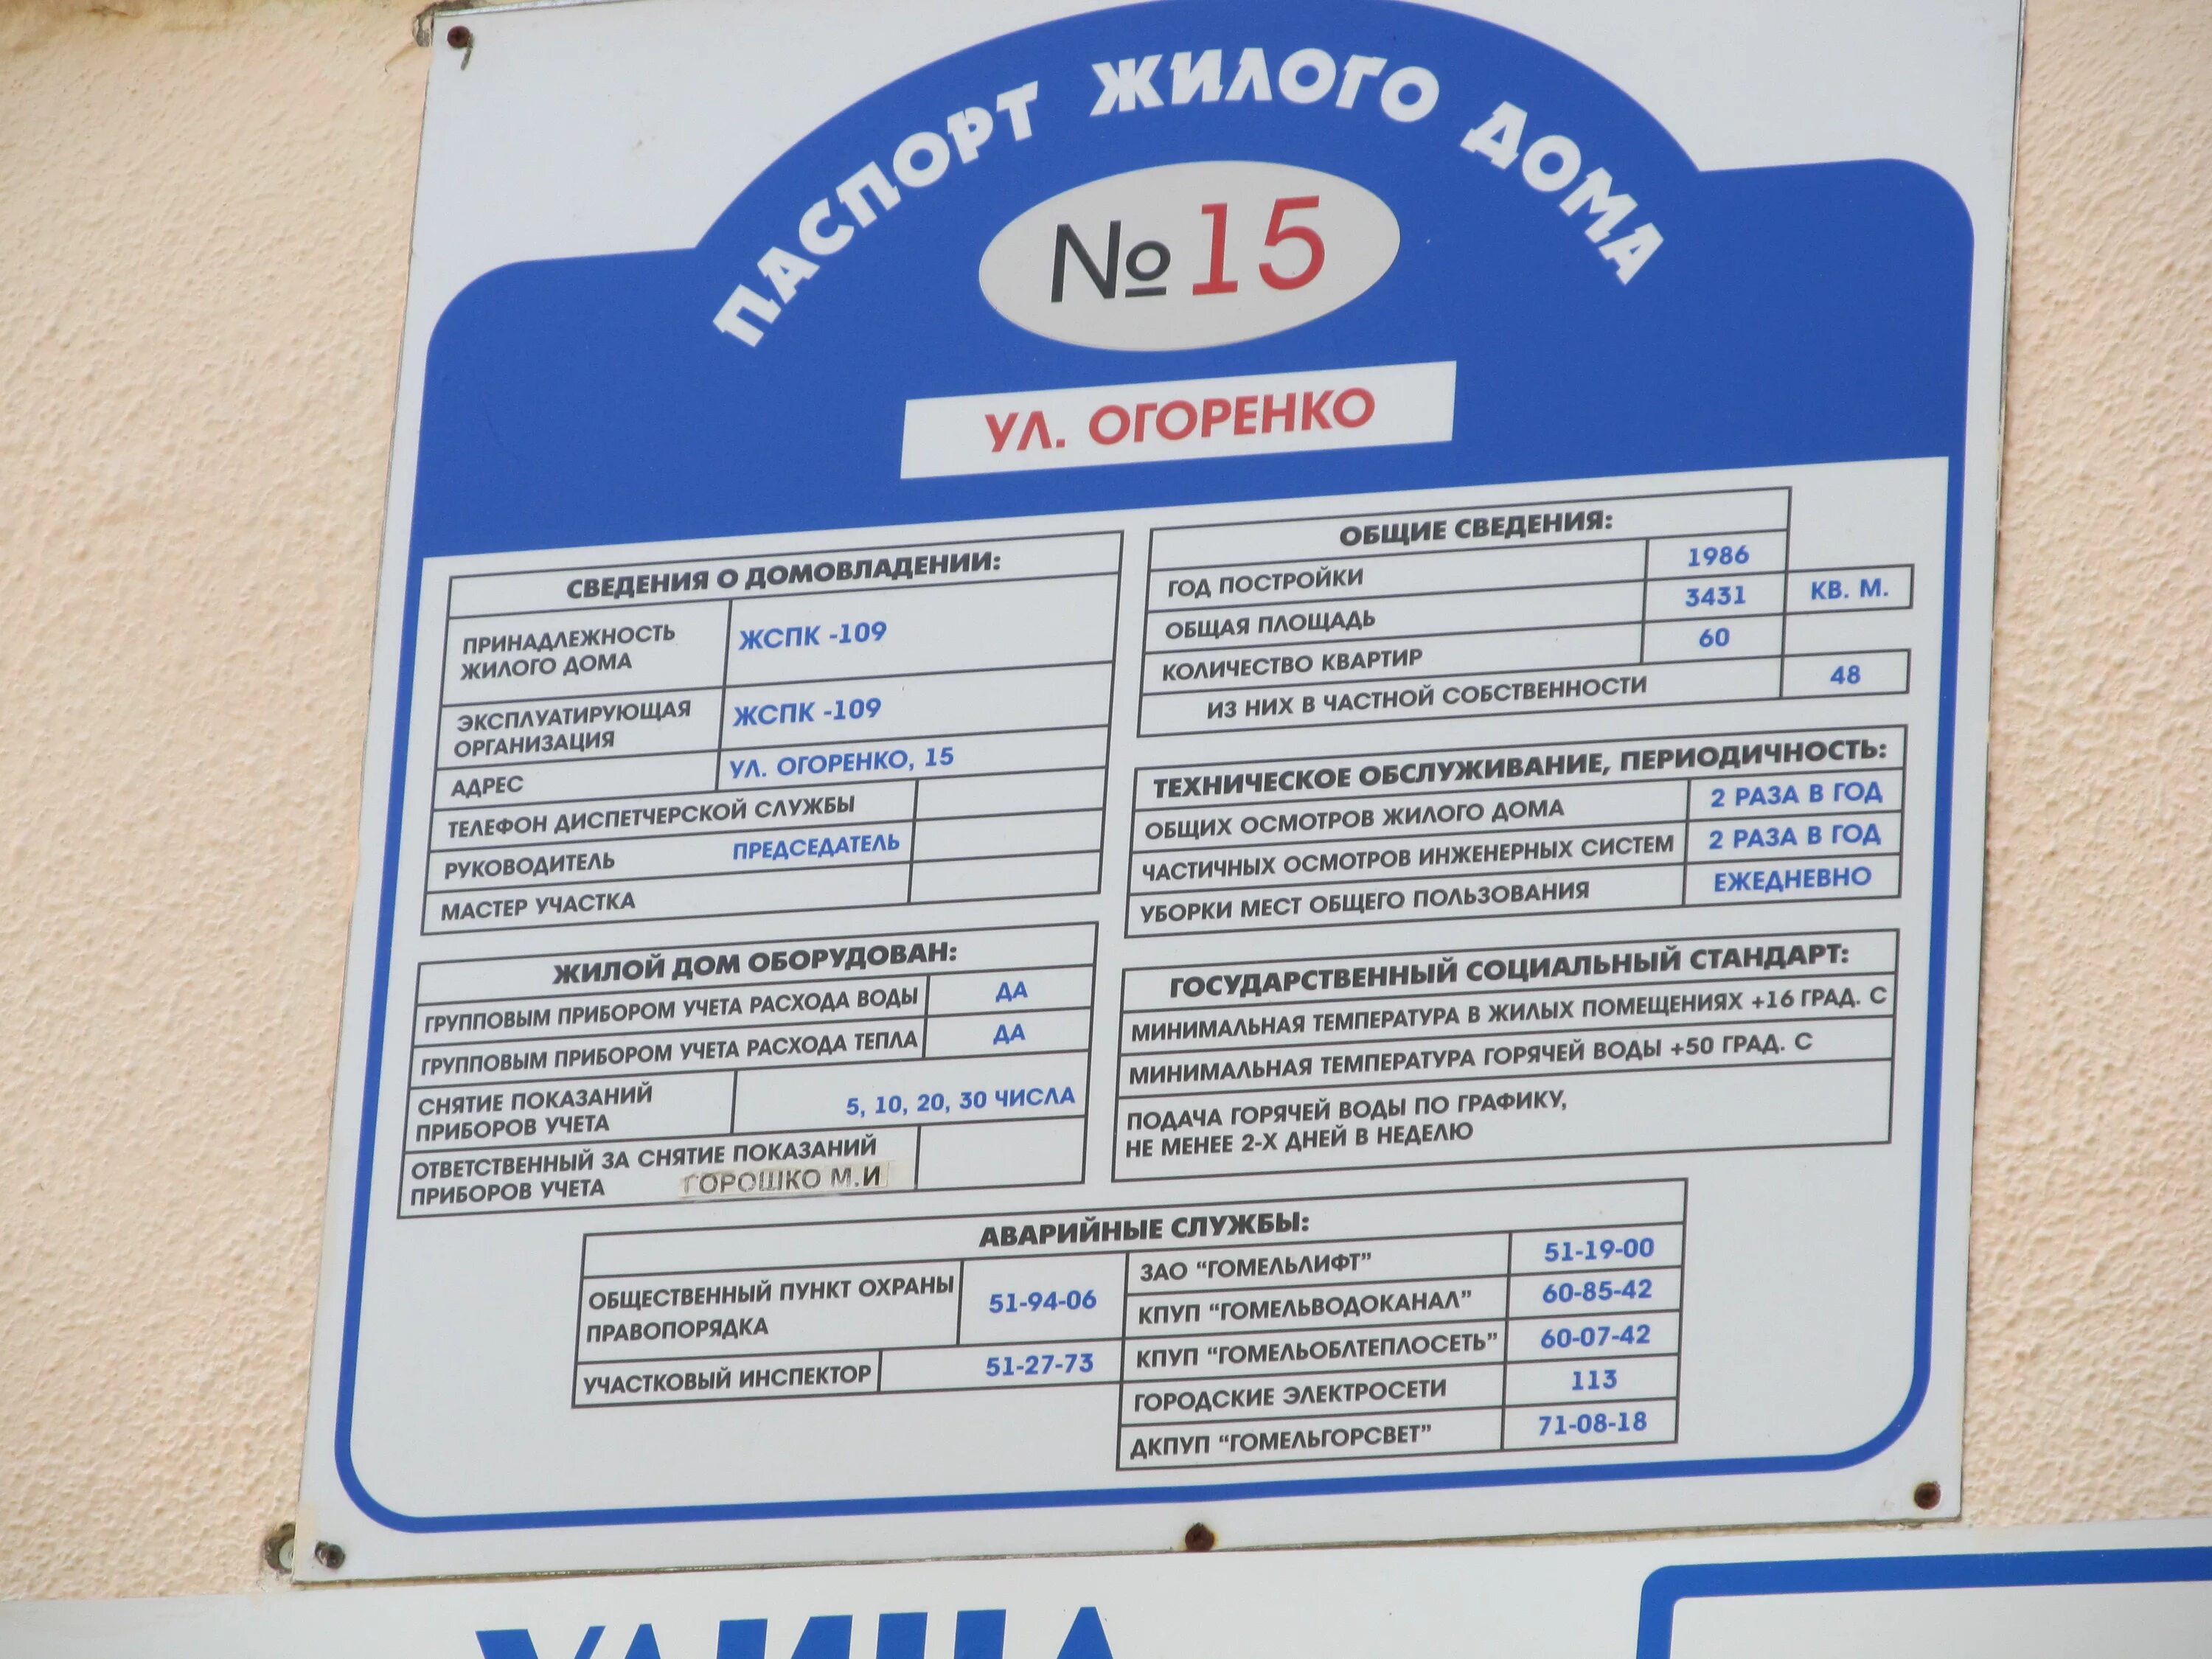 ПАСПОРТ ЖИЛОГО ДОМА
№15
УЛ. ОГОРЕНКО
СВЕДЕНИЯ О ДОМОВЛАДЕНИИ:
ПРИНАДЛЕЖНОСТЬ
ЖИЛОГО ДОМА
ЖСПК -109
ЭКСПЛУАТИРУЮЩАЯ
ОРГАНИЗАЦИЯ
ЖСПК -109
АДРЕС УЛ. ОГОРЕНКО, 15
ТЕЛЕФОН ДИСПЕТЧЕРСКОЙ СЛУЖБЫ
РУКОВОДИТЕЛЬ ПРЕДСЕДАТЕЛЬ
МАСТЕР УЧАСТКА
ЖИЛОЙ ДОМ ОБОРУДОВАН:
ГРУППОВЫМ ПРИБОРОМ УЧЕТА РАСХОДА ВОДЫ ДА
ГРУППОВЫМ ПРИБОРОМ УЧЕТА РАСХОДА ТЕПЛА ДА
СНЯТИЕ ПОКАЗАНИЙ
ПРИБОРОВ УЧЕТА
5, 10, 20, 30 ЧИСЛА
ОТВЕТСТВЕННЫЙ ЗА СНЯТИЕ ПОКАЗАНИЙ
ПРИБОРОВ УЧЕТА ГОРОШКО М.И
ОБЩИЕ СВЕДЕНИЯ:
ГОД ПОСТРОЙКИ 1986
ОБЩАЯ ПЛОЩАДЬ 3431 КВ. М.
КОЛИЧЕСТВО КВАРТИР 60
ИЗ НИХ В ЧАСТНОЙ СОБСТВЕННОСТИ 48
ТЕХНИЧЕСКОЕ ОБСЛУЖИВАНИЕ, ПЕРИОДИЧНОСТЬ:
ОБЩИХ ОСМОТРОВ ЖИЛОГО ДОМА 2 РАЗА В ГОД
ЧАСТИЧНЫХ ОСМОТРОВ ИНЖЕНЕРНЫХ СИСТЕМ 2 РАЗА В ГОД
УБОРКИ МЕСТ ОБЩЕГО ПОЛЬЗОВАНИЯ ЕЖЕДНЕВНО
ГОСУДАРСТВЕННЫЙ СОЦИАЛЬНЫЙ СТАНДАРТ:
МИНИМАЛЬНАЯ ТЕМПЕРАТУРА В ЖИЛЫХ ПОМЕЩЕНИЯХ +16 ГРАД. С
МИНИМАЛЬНАЯ ТЕМПЕРАТУРА ГОРЯЧЕЙ ВОДЫ +50 ГРАД. С
ПОДАЧА ГОРЯЧЕЙ ВОДЫ ПО ГРАФИКУ,
НЕ МЕНЕЕ 2-Х ДНЕЙ В НЕДЕЛЮ
АВАРИЙНЫЕ СЛУЖБЫ:
ОБЩЕСТВЕННЫЙ ПУНКТ ОХРАНЫ
ПРАВОПОРЯДКА
51-94-06
УЧАСТКОВЫЙ ИНСПЕКТОР 51-27-73
ЗАО "ГОМЕЛЬЛИФТ" 51-19-00
КПУП "ГОМЕЛЬВОДОКАНАЛ" 60-85-42
КПУП "ГОМЕЛЬОБЛТЕПЛОСЕТЬ" 60-07-42
ГОРОДСКИЕ ЭЛЕКТРОСЕТИ 113
ДКПУП "ГОМЕЛЬГОРСВЕТ" 71-08-18
УЛИЦА